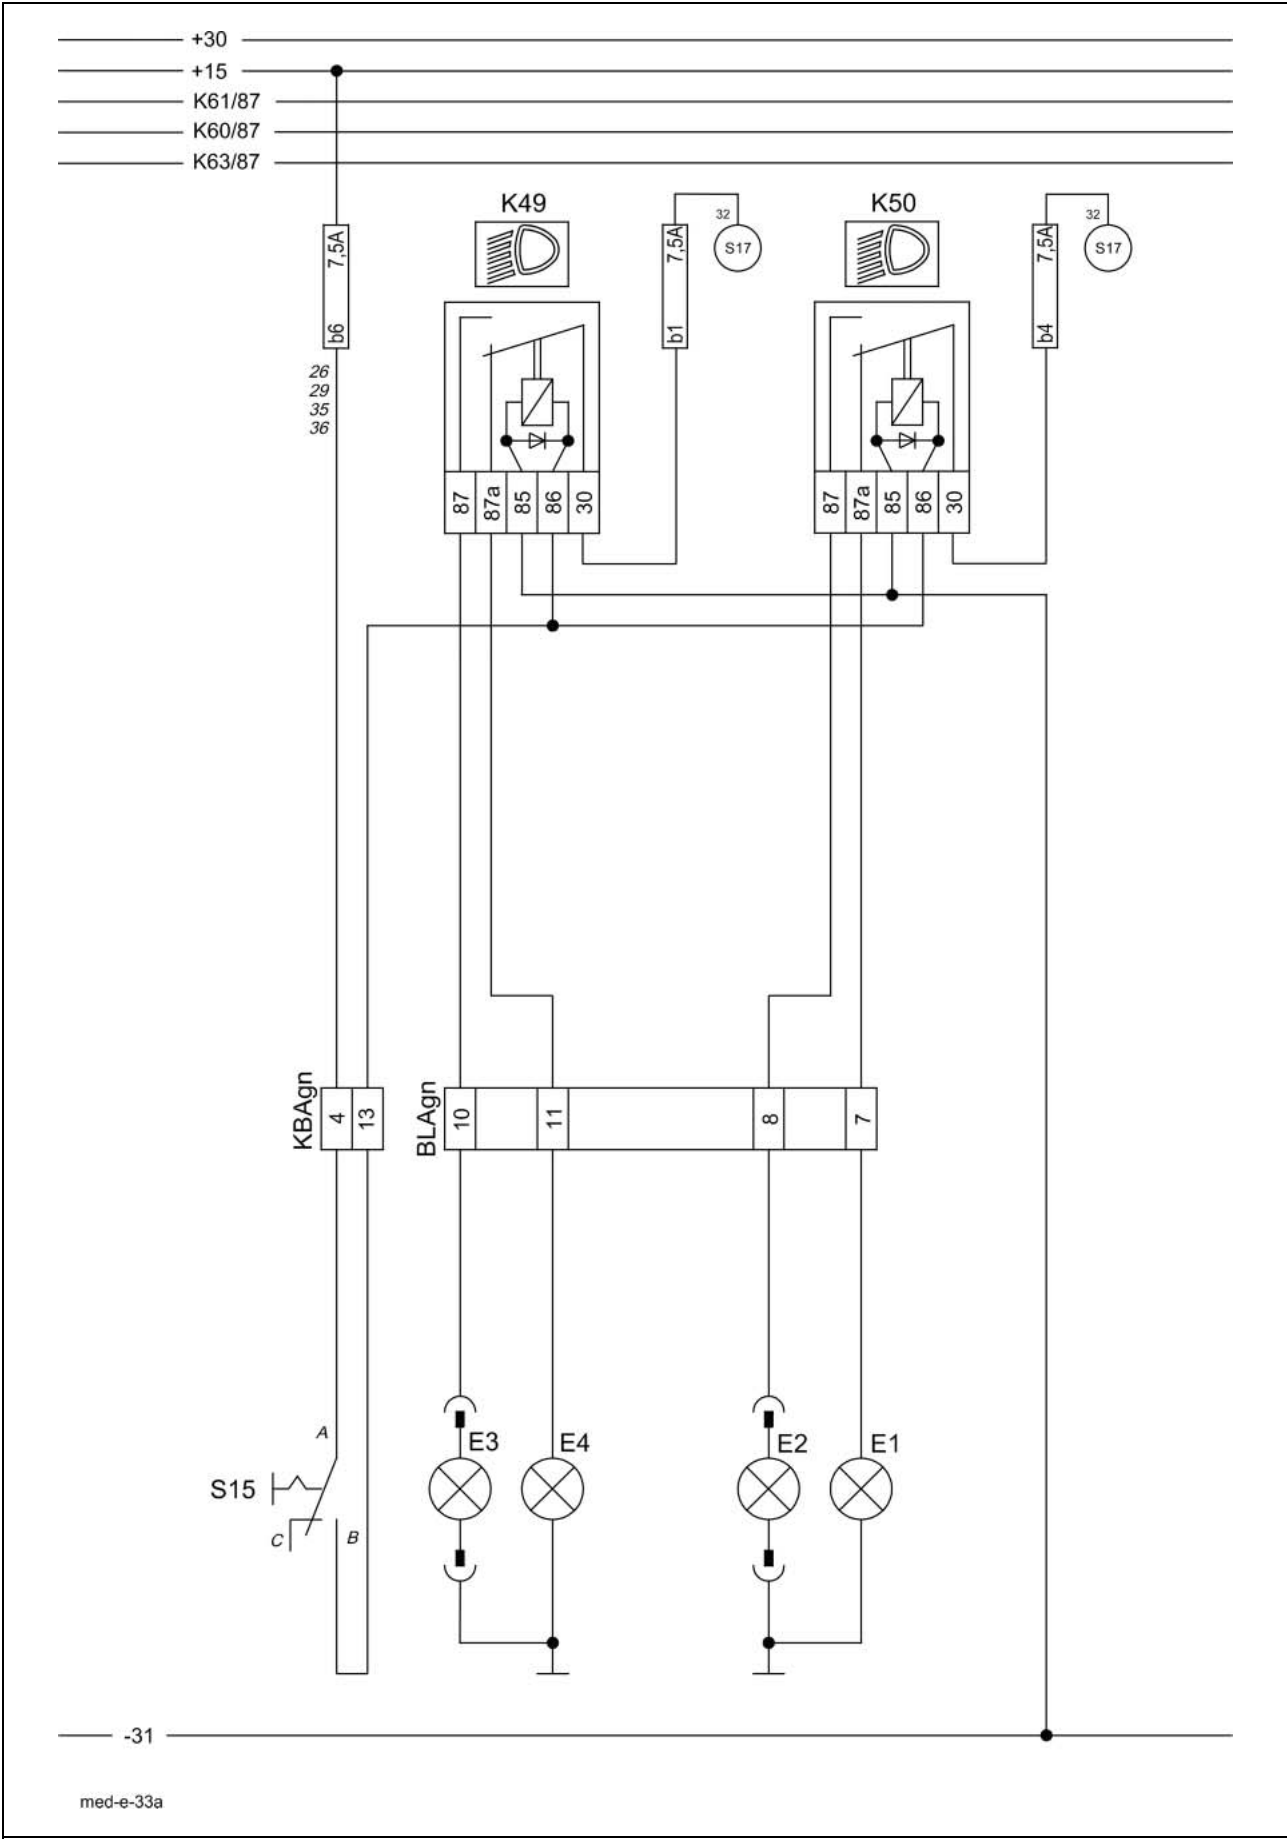 +30
+15
K61/87
K60/87
K63/87
K49
K50
32
S17
32
S17
7,5A
b6
7,5A
b1
7,5A
b4
26
29
35
36
87
87a
85
86
30
87
87a
85
86
30
KBAgn
4
13
BLAgn
10
11
8
7
A
E3
E4
E2
E1
S15
C
B
-31
med-e-33a